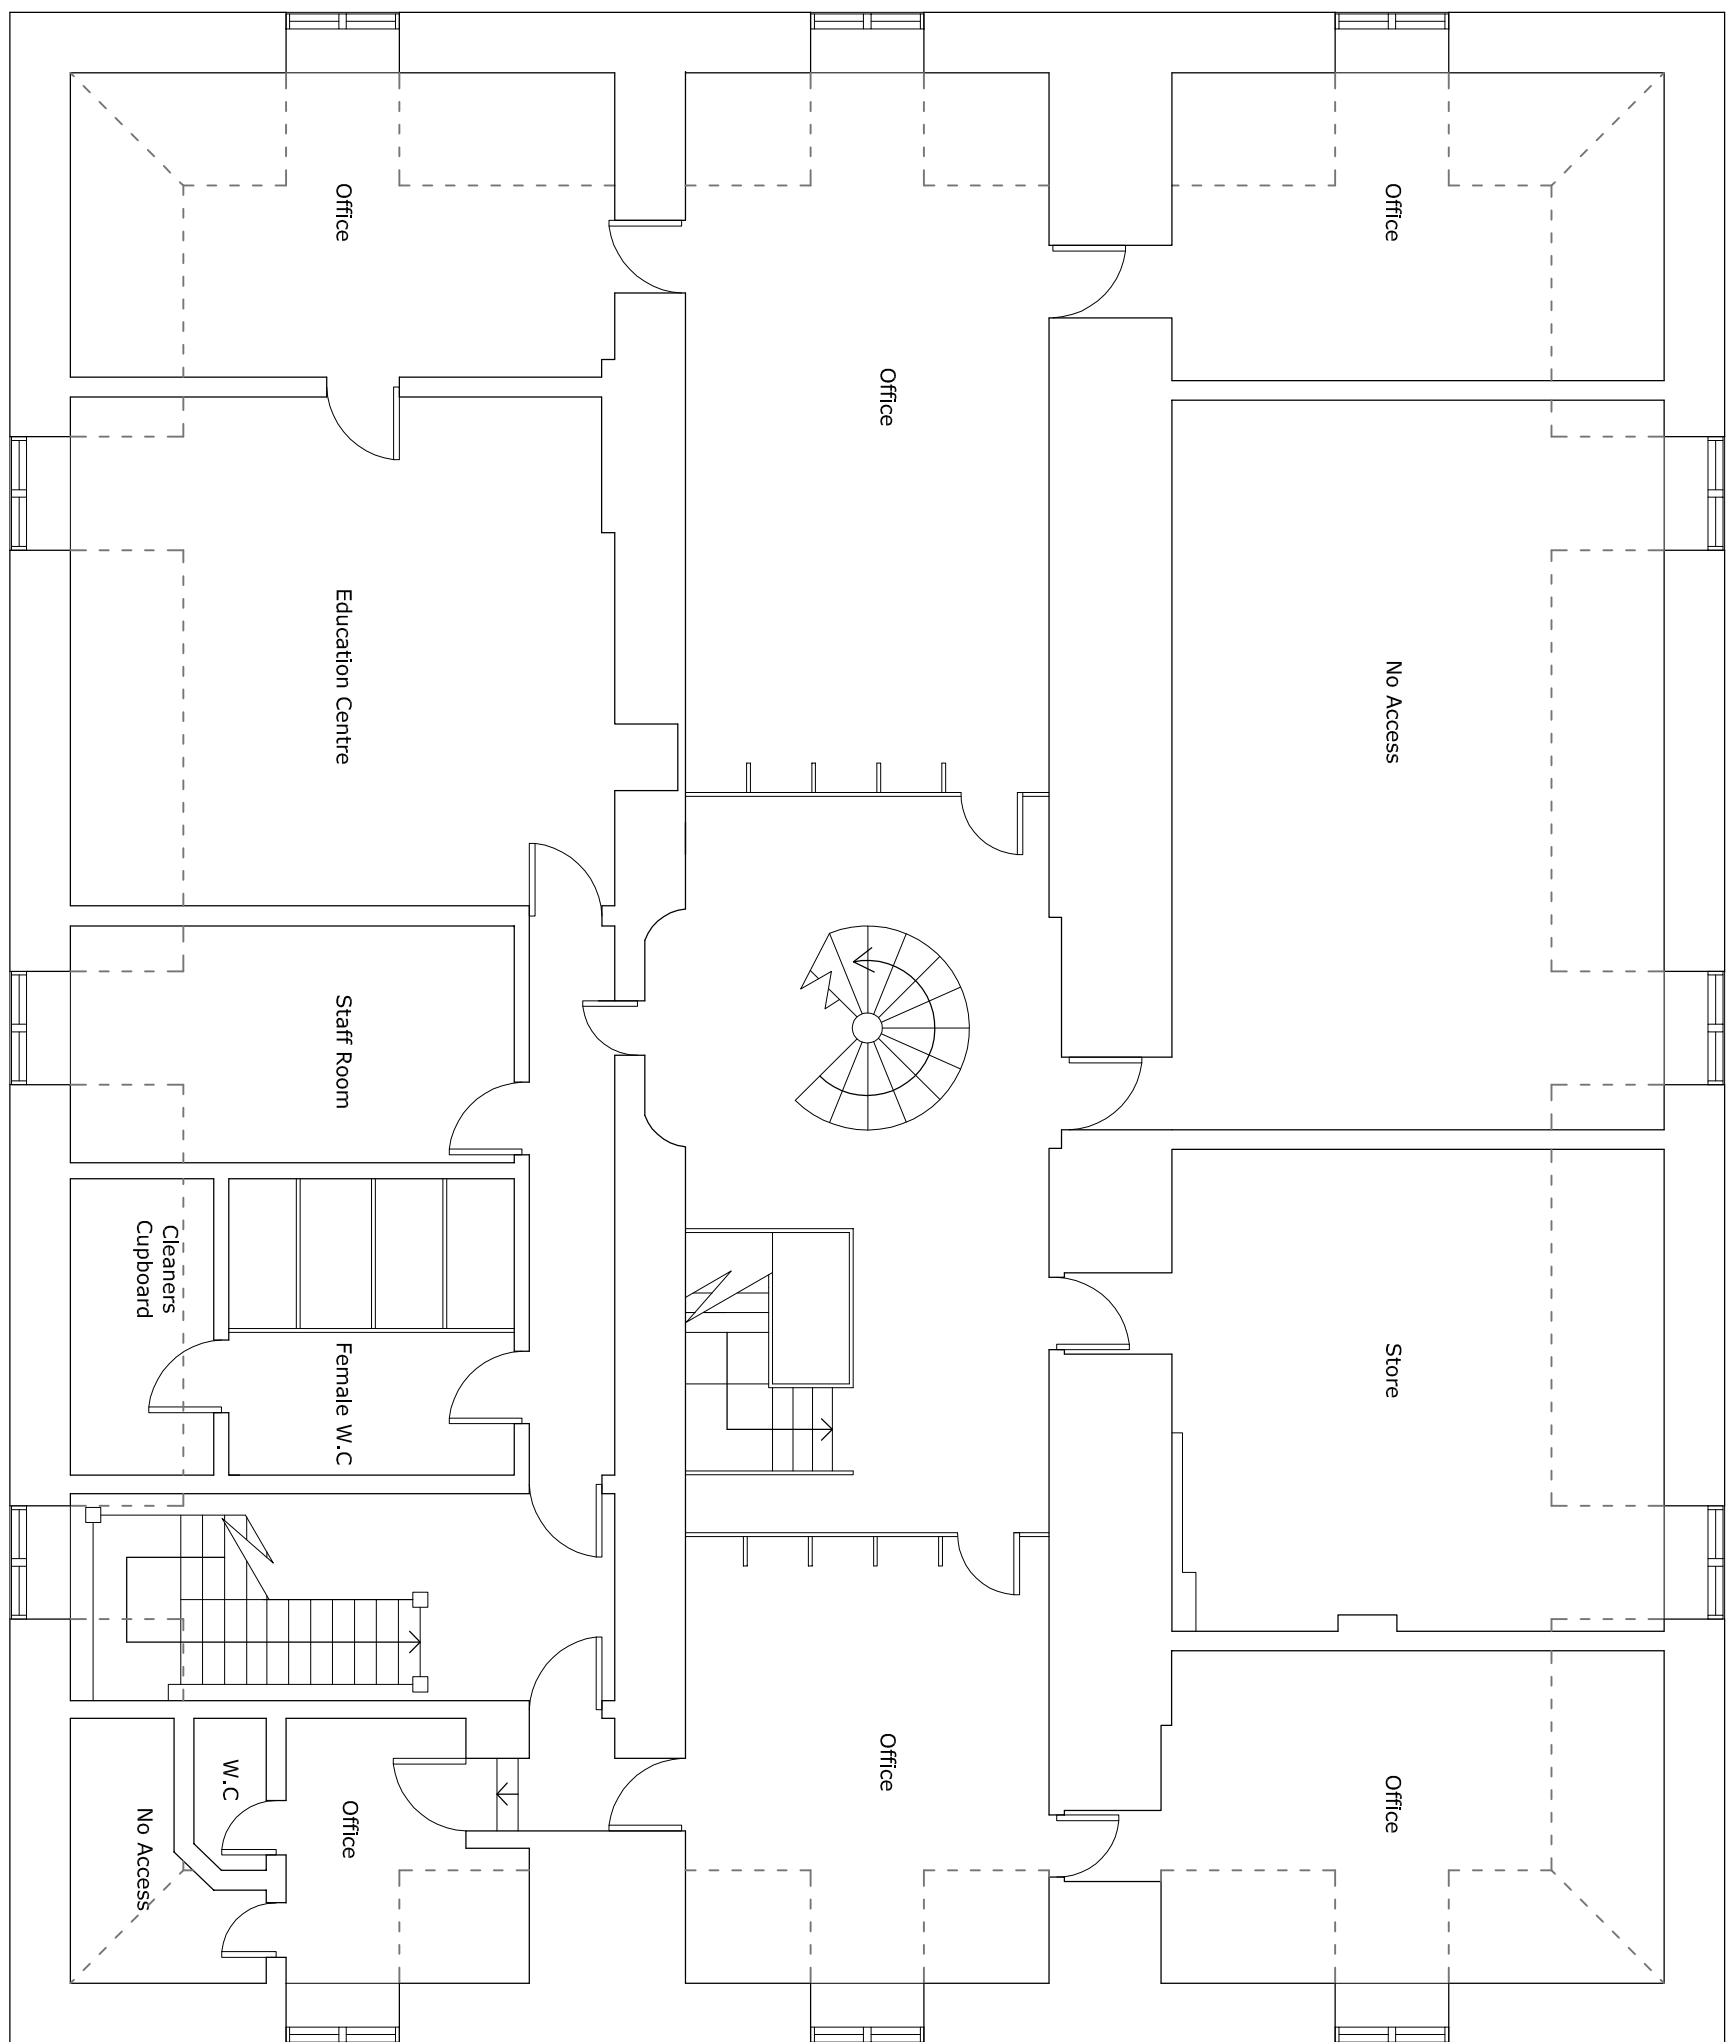 Office
Office
Office
Education Centre
No Access
Staff Room
Cleaners
Cupboard
Female W.C
Store
W.C
No Access
Office
Office
Office